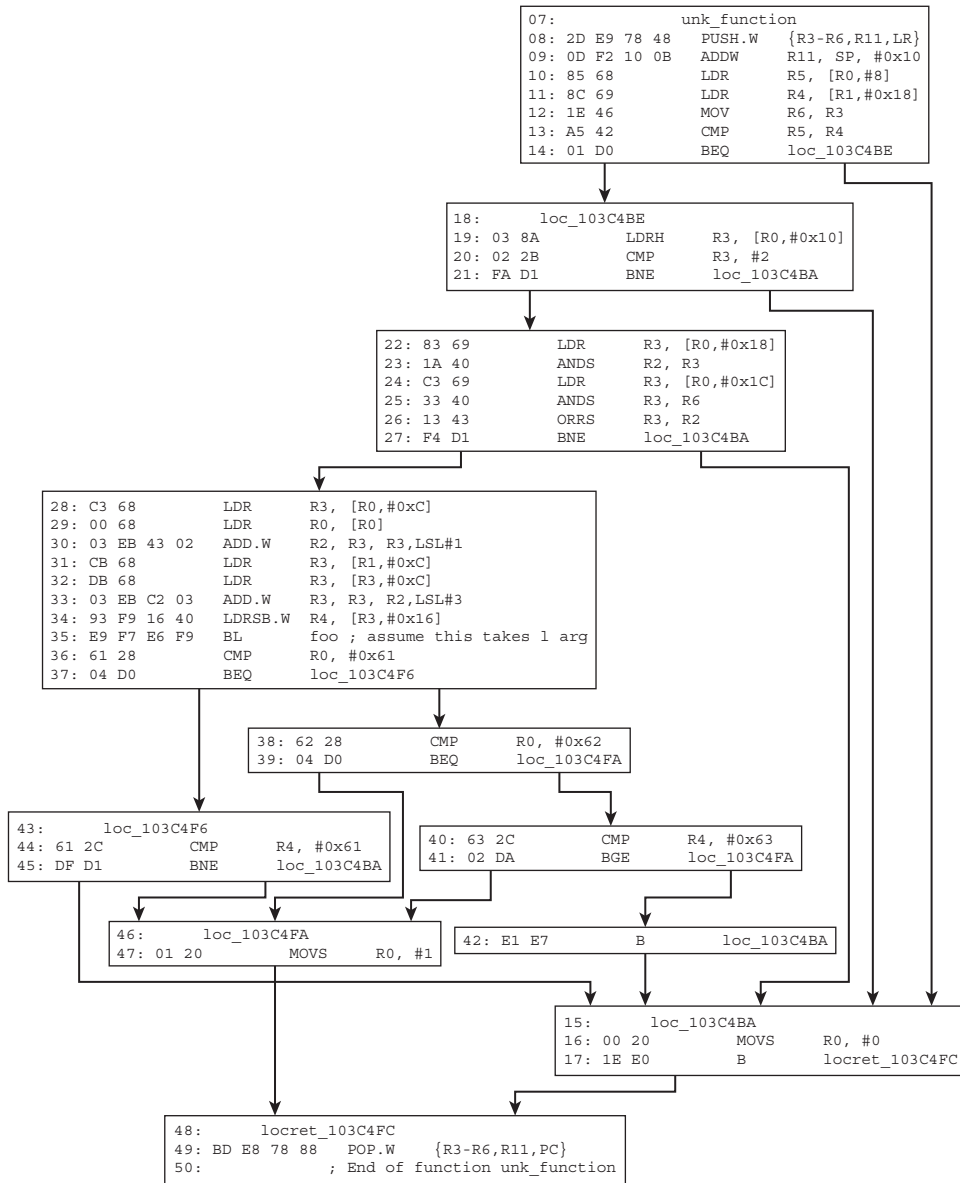 07: unk_function
08: 2D E9 78 48 PUSH.W {R3-R6,R11,LR}
09: 0D F2 10 0B ADDW R11, SP, #0x10
10: 85 68 LDR R5, [R0,#8]
11: 8C 69 LDR R4, [R1,#0x18]
12: 1E 46 MOV R6, R3
13: A5 42 CMP R5, R4
14: 01 D0 BEQ loc_103C4BE
18: loc_103C4BE
19: 03 8A LDRH R3, [R0,#0x10]
20: 02 2B CMP R3, #2
21: FA D1 BNE loc_103C4BA
22: 83 69 LDR R3, [R0,#0x18]
23: 1A 40 ANDS R2, R3
24: C3 69 LDR R3, [R0,#0x1C]
25: 33 40 ANDS R3, R6
26: 13 43 ORRS R3, R2
27: F4 D1 BNE loc_103C4BA
28: C3 68 LDR R3, [R0,#0xC]
29: 00 68 LDR R0, [R0]
30: 03 EB 43 02 ADD.W R2, R3, R3,LSL#1
31: CB 68 LDR R3, [R1,#0xC]
32: DB 68 LDR R3, [R3,#0xC]
33: 03 EB C2 03 ADD.W R3, R3, R2,LSL#3
34: 93 F9 16 40 LDRSB.W R4, [R3,#0x16]
35: E9 F7 E6 F9 BL foo ; assume this takes 1 arg
36: 61 28 CMP R0, #0x61
37: 04 D0 BEQ loc_103C4F6
38: 62 28 CMP R0, #0x62
39: 04 D0 BEQ loc_103C4FA
43: loc_103C4F6
44: 61 2C CMP R4, #0x61
45: DF D1 BNE loc_103C4BA
40: 63 2C CMP R4, #0x63
41: 02 DA BGE loc_103C4FA
46: loc_103C4FA
47: 01 20 MOVS R0, #1
42: E1 E7 B loc_103C4BA
15: loc_103C4BA
16: 00 20 MOVS R0, #0
17: 1E E0 B locret_103C4FC
48: locret_103C4FC
49: BD E8 78 88 POP.W {R3-R6,R11,PC}
50: ; End of function unk_function